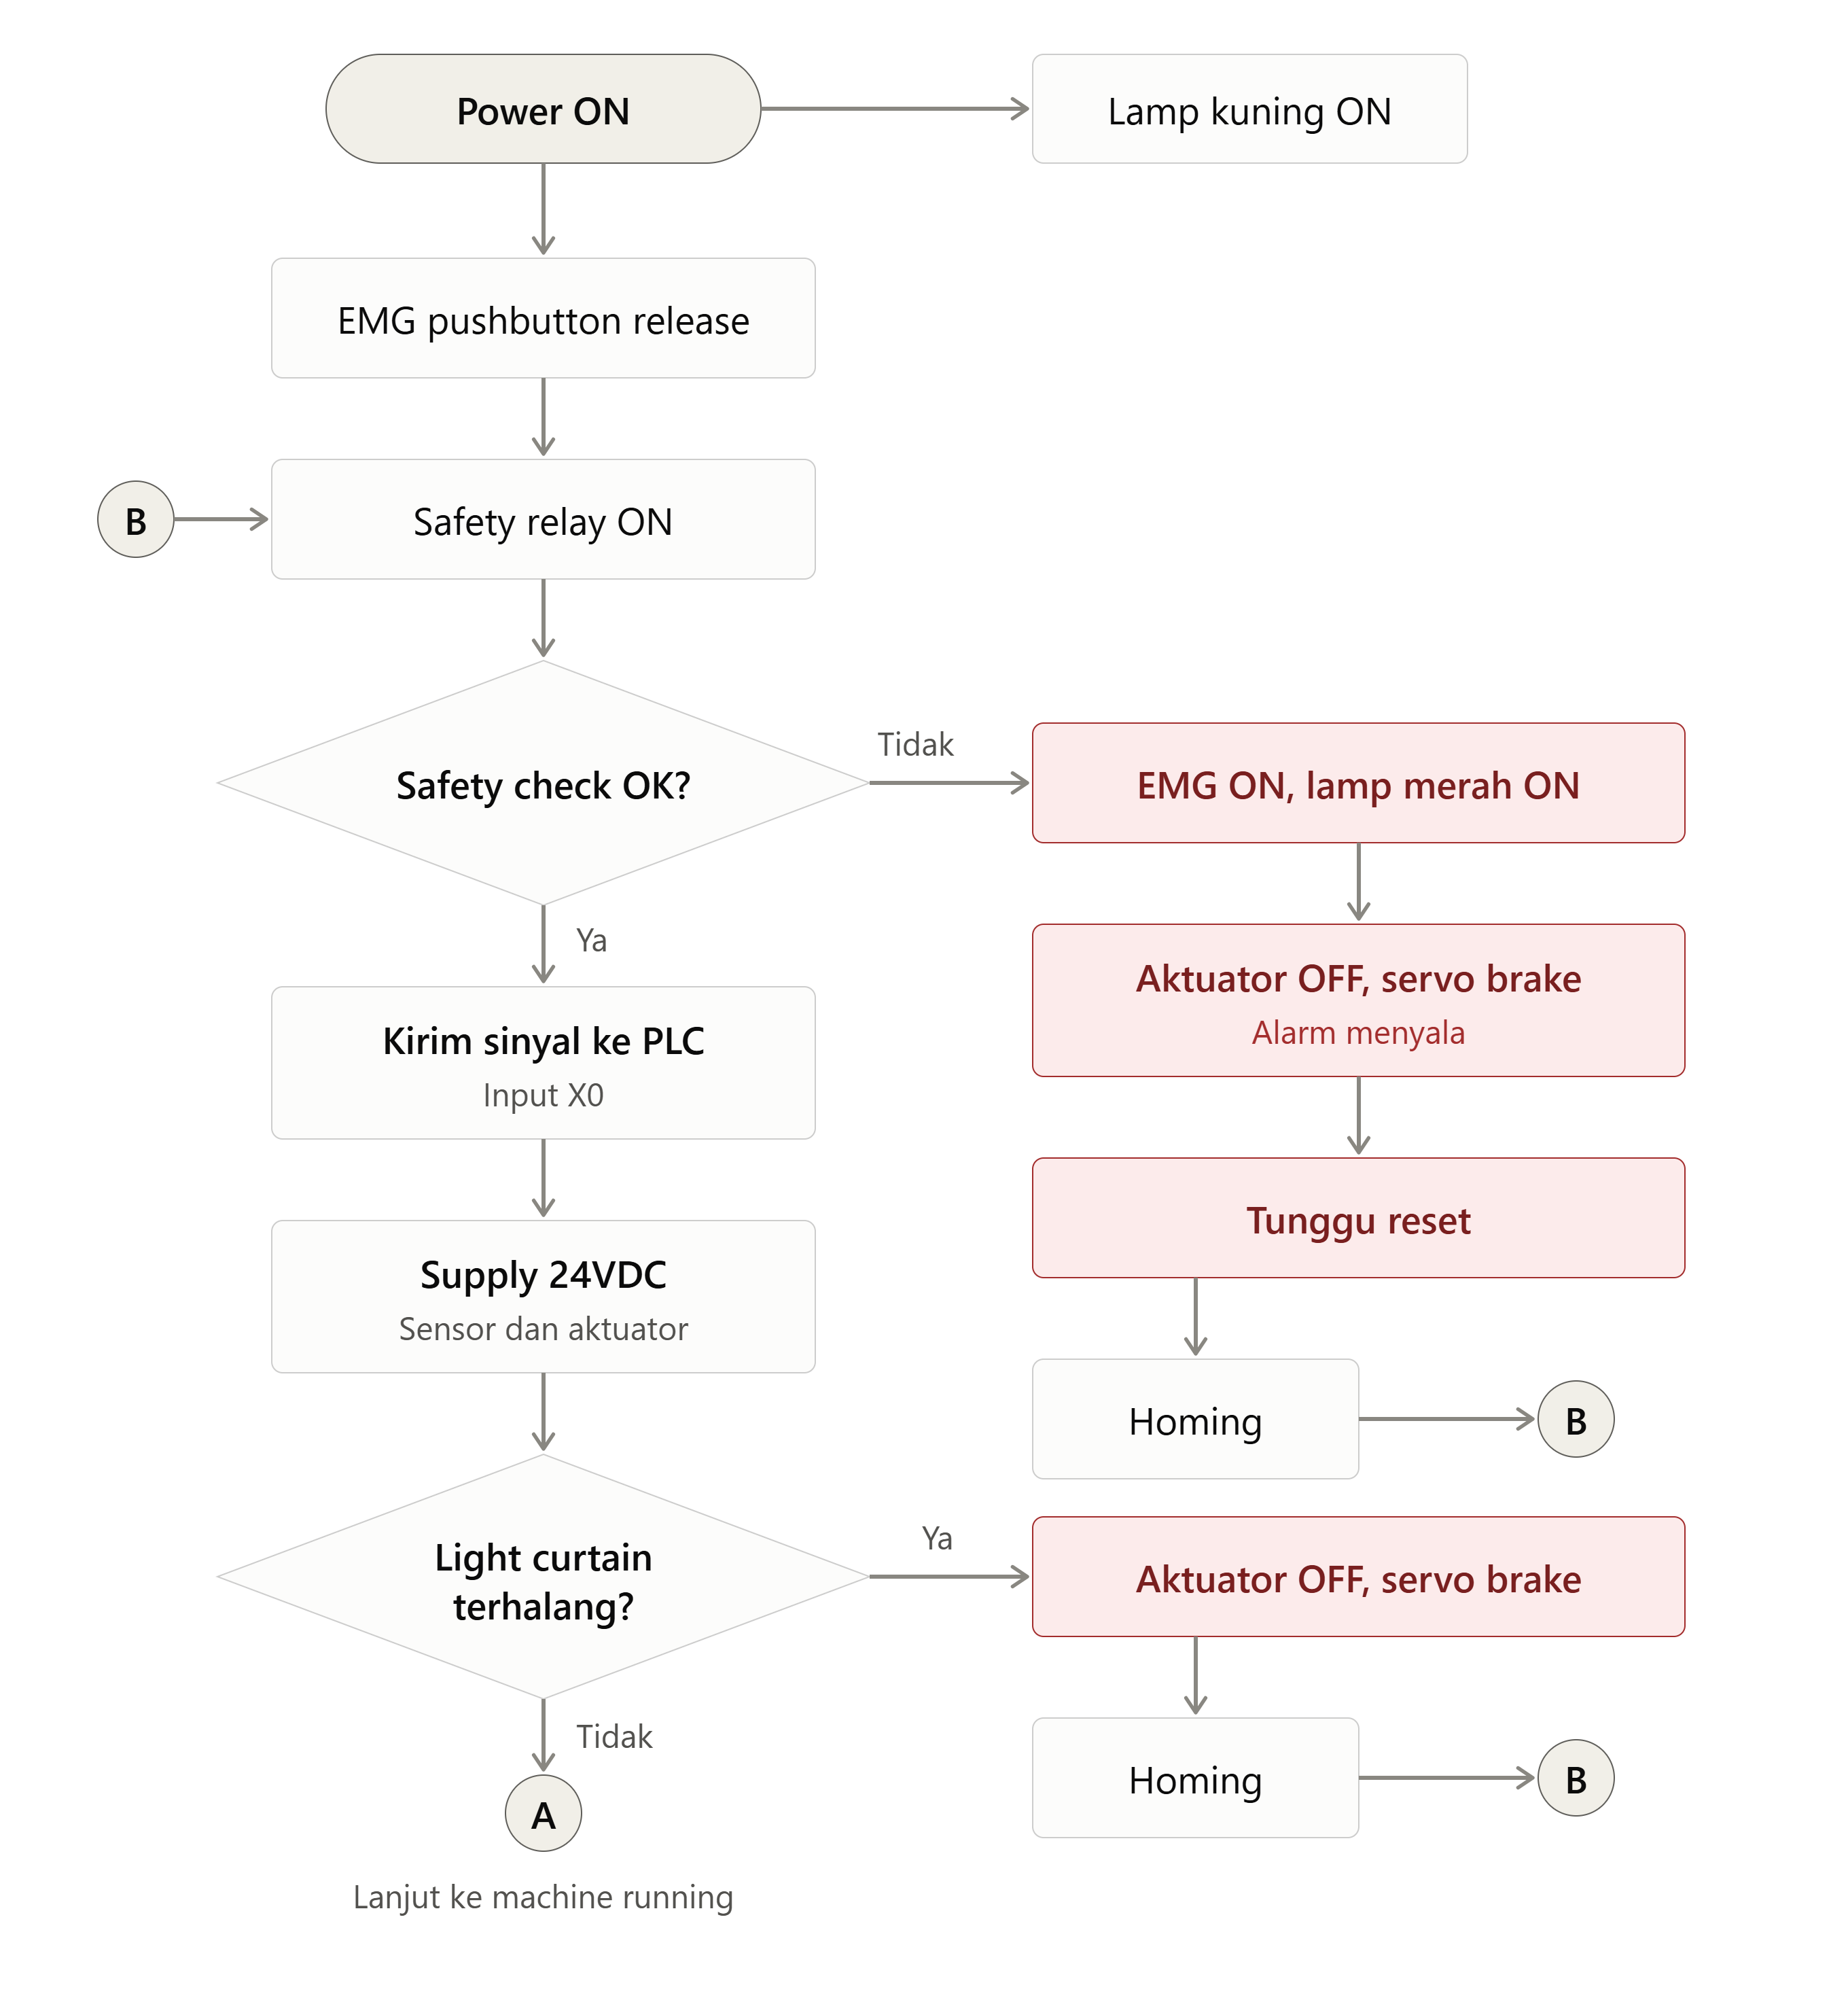 Power ON
Lamp kuning ON
EMG pushbutton release
B
Safety relay ON
Safety check OK?
Tidak
EMG ON, lamp merah ON
Ya
Aktuator OFF, servo brake
Alarm menyala
Kirim sinyal ke PLC
Input X0
Tunggu reset
Supply 24VDC
Sensor dan aktuator
Homing
B
Light curtain
terhalang?
Ya
Aktuator OFF, servo brake
Tidak
Homing
B
A
Lanjut ke machine running